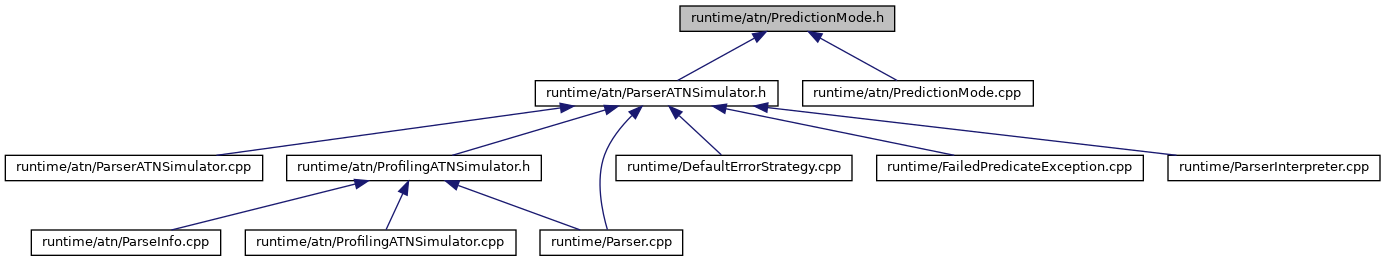 runtime/atn/PredictionMode.h
runtime/atn/ParserATNSimulator.h
runtime/atn/PredictionMode.cpp
runtime/atn/ParserATNSimulator.cpp
runtime/atn/ProfilingATNSimulator.h
runtime/DefaultErrorStrategy.cpp
runtime/FailedPredicateException.cpp
runtime/ParserInterpreter.cpp
runtime/atn/ParseInfo.cpp
runtime/atn/ProfilingATNSimulator.cpp
runtime/Parser.cpp